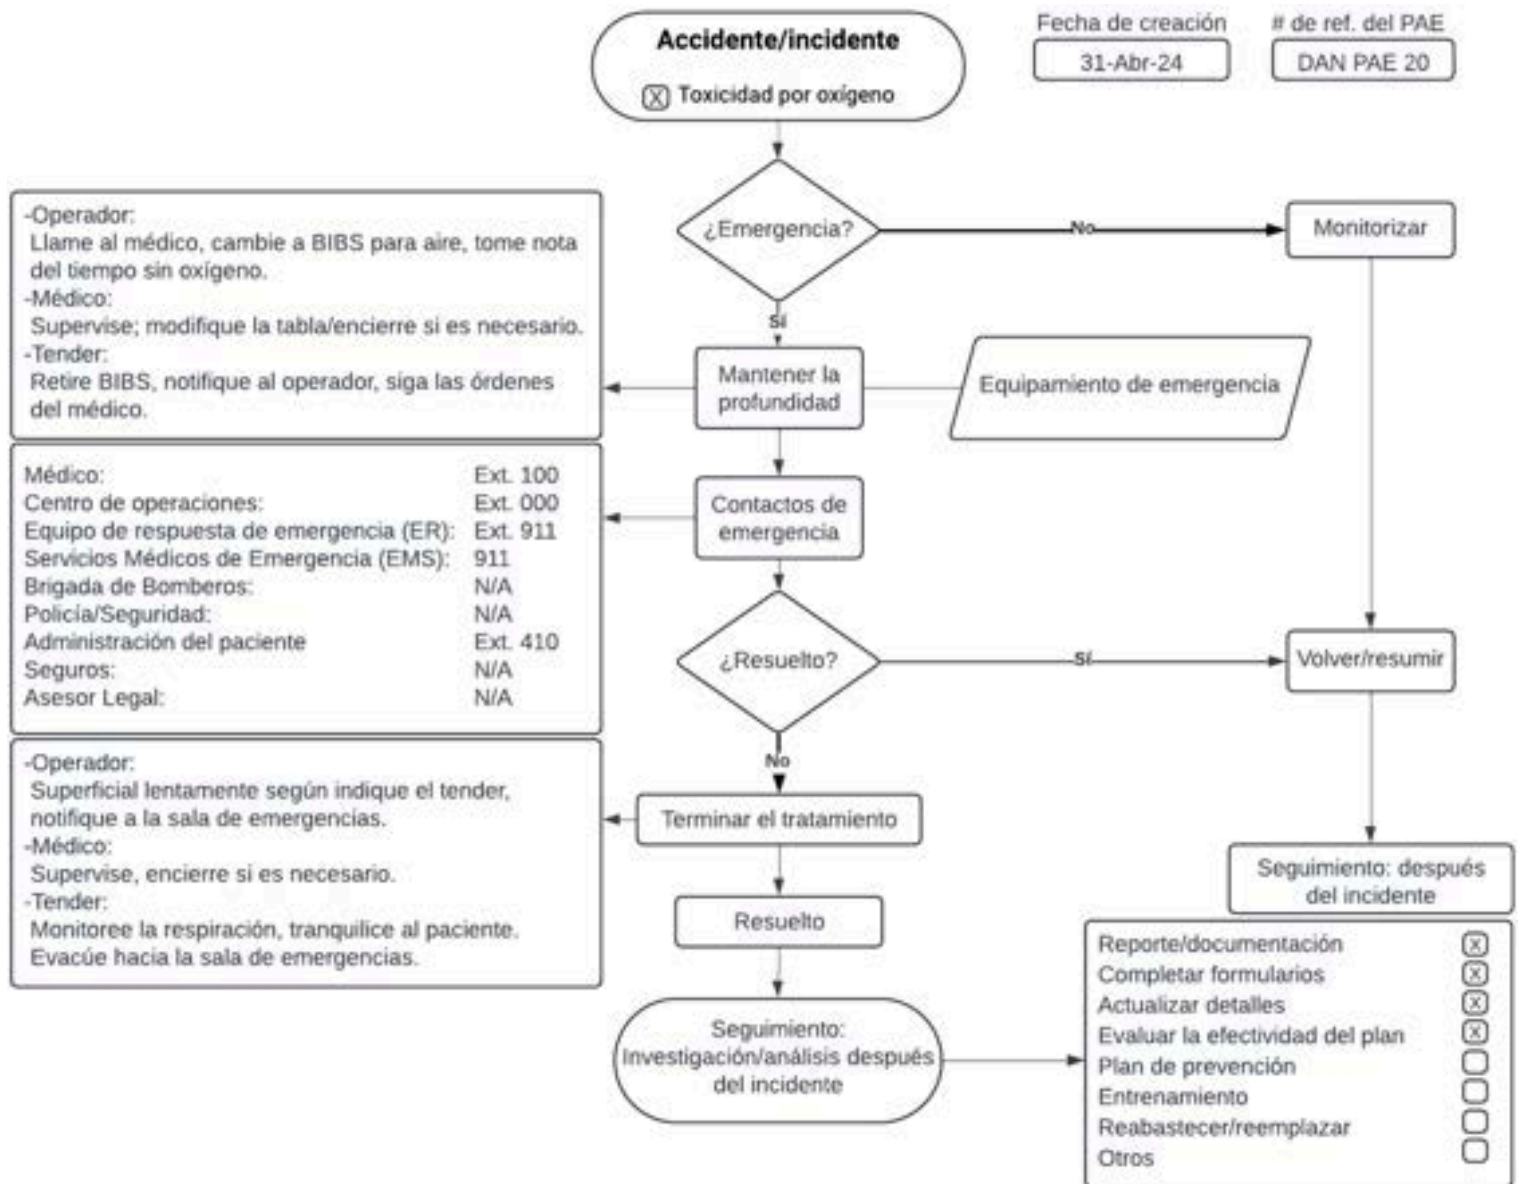 Accidente/incidente
☒ Toxicidad por oxígeno
Fecha de creación
31-Abr-24
# de ref. del PAE
DAN PAE 20
¿Emergencia?
No
Monitorizar
Sí
-Operador:
Llame al médico, cambie a BIBS para aire, tome nota
del tiempo sin oxígeno.
-Médico:
Supervise; modifique la tabla/encierre si es necesario.
-Tender:
Retire BIBS, notifique al operador, siga las órdenes
del médico.
Mantener la
profundidad
Equipamiento de emergencia
Médico: Ext. 100
Centro de operaciones: Ext. 000
Equipo de respuesta de emergencia (ER): Ext. 911
Servicios Médicos de Emergencia (EMS): 911
Brigada de Bomberos: N/A
Policía/Seguridad: N/A
Administración del paciente Ext. 410
Seguros: N/A
Asesor Legal: N/A
Contactos de
emergencia
¿Resuelto?
Sí
Volver/resumir
No
-Operador:
Superficial lentamente según indique el tender,
notifique a la sala de emergencias.
-Médico:
Supervise, encierre si es necesario.
-Tender:
Monitoree la respiración, tranquilice al paciente.
Evacúe hacia la sala de emergencias.
Terminar el tratamiento
Resuelto
Seguimiento:
Investigación/análisis después
del incidente
Seguimiento: después
del incidente
Reporte/documentación ☒
Completar formularios ☒
Actualizar detalles ☒
Evaluar la efectividad del plan ☒
Plan de prevención ☐
Entrenamiento ☐
Reabastecer/reemplazar ☐
Otros ☐